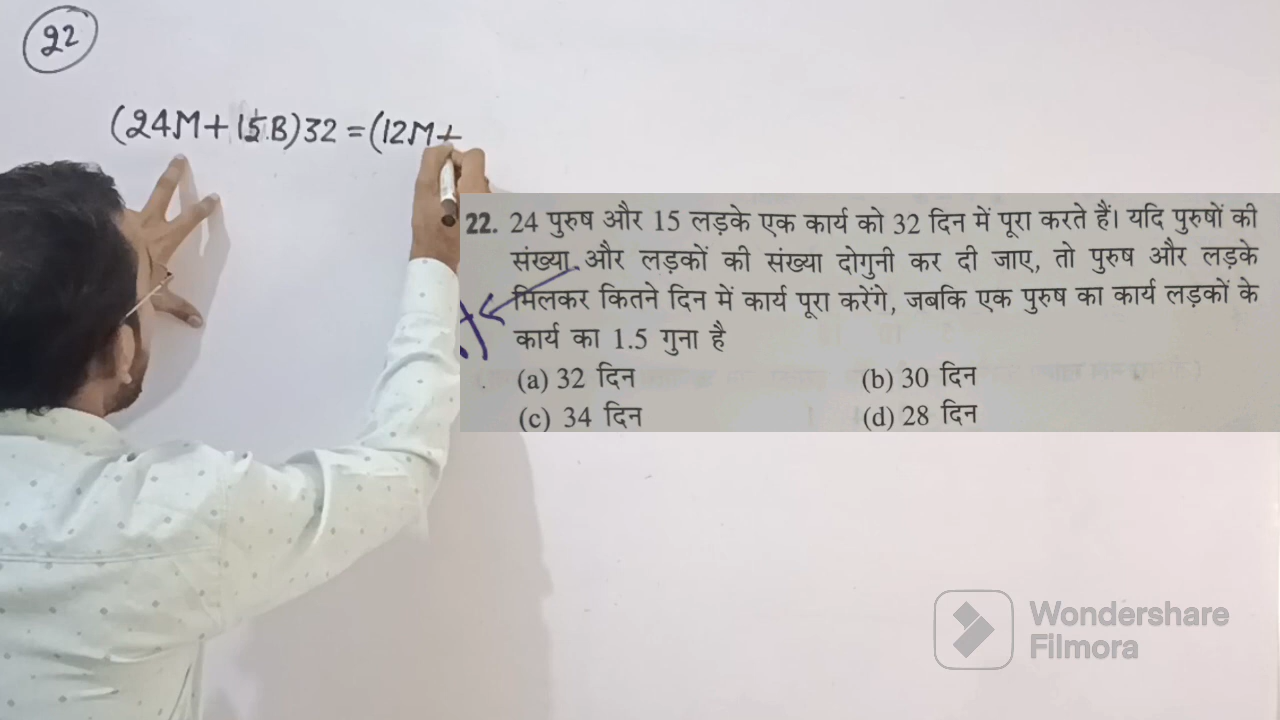 22
(24M+15B)32=(12M+
22. 24 पुरुष और 15 लड़के एक कार्य को 32 दिन में पूरा करते हैं। यदि पुरुषों की
संख्या और लड़कों की संख्या दोगुनी कर दी जाए, तो पुरुष और लड़के
मिलकर कितने दिन में कार्य पूरा करेंगे, जबकि एक पुरुष का कार्य लड़कों के
कार्य का 1.5 गुना है
(a) 32 दिन (b) 30 दिन
(c) 34 दिन (d) 28 दिन
Wondershare
Filmora